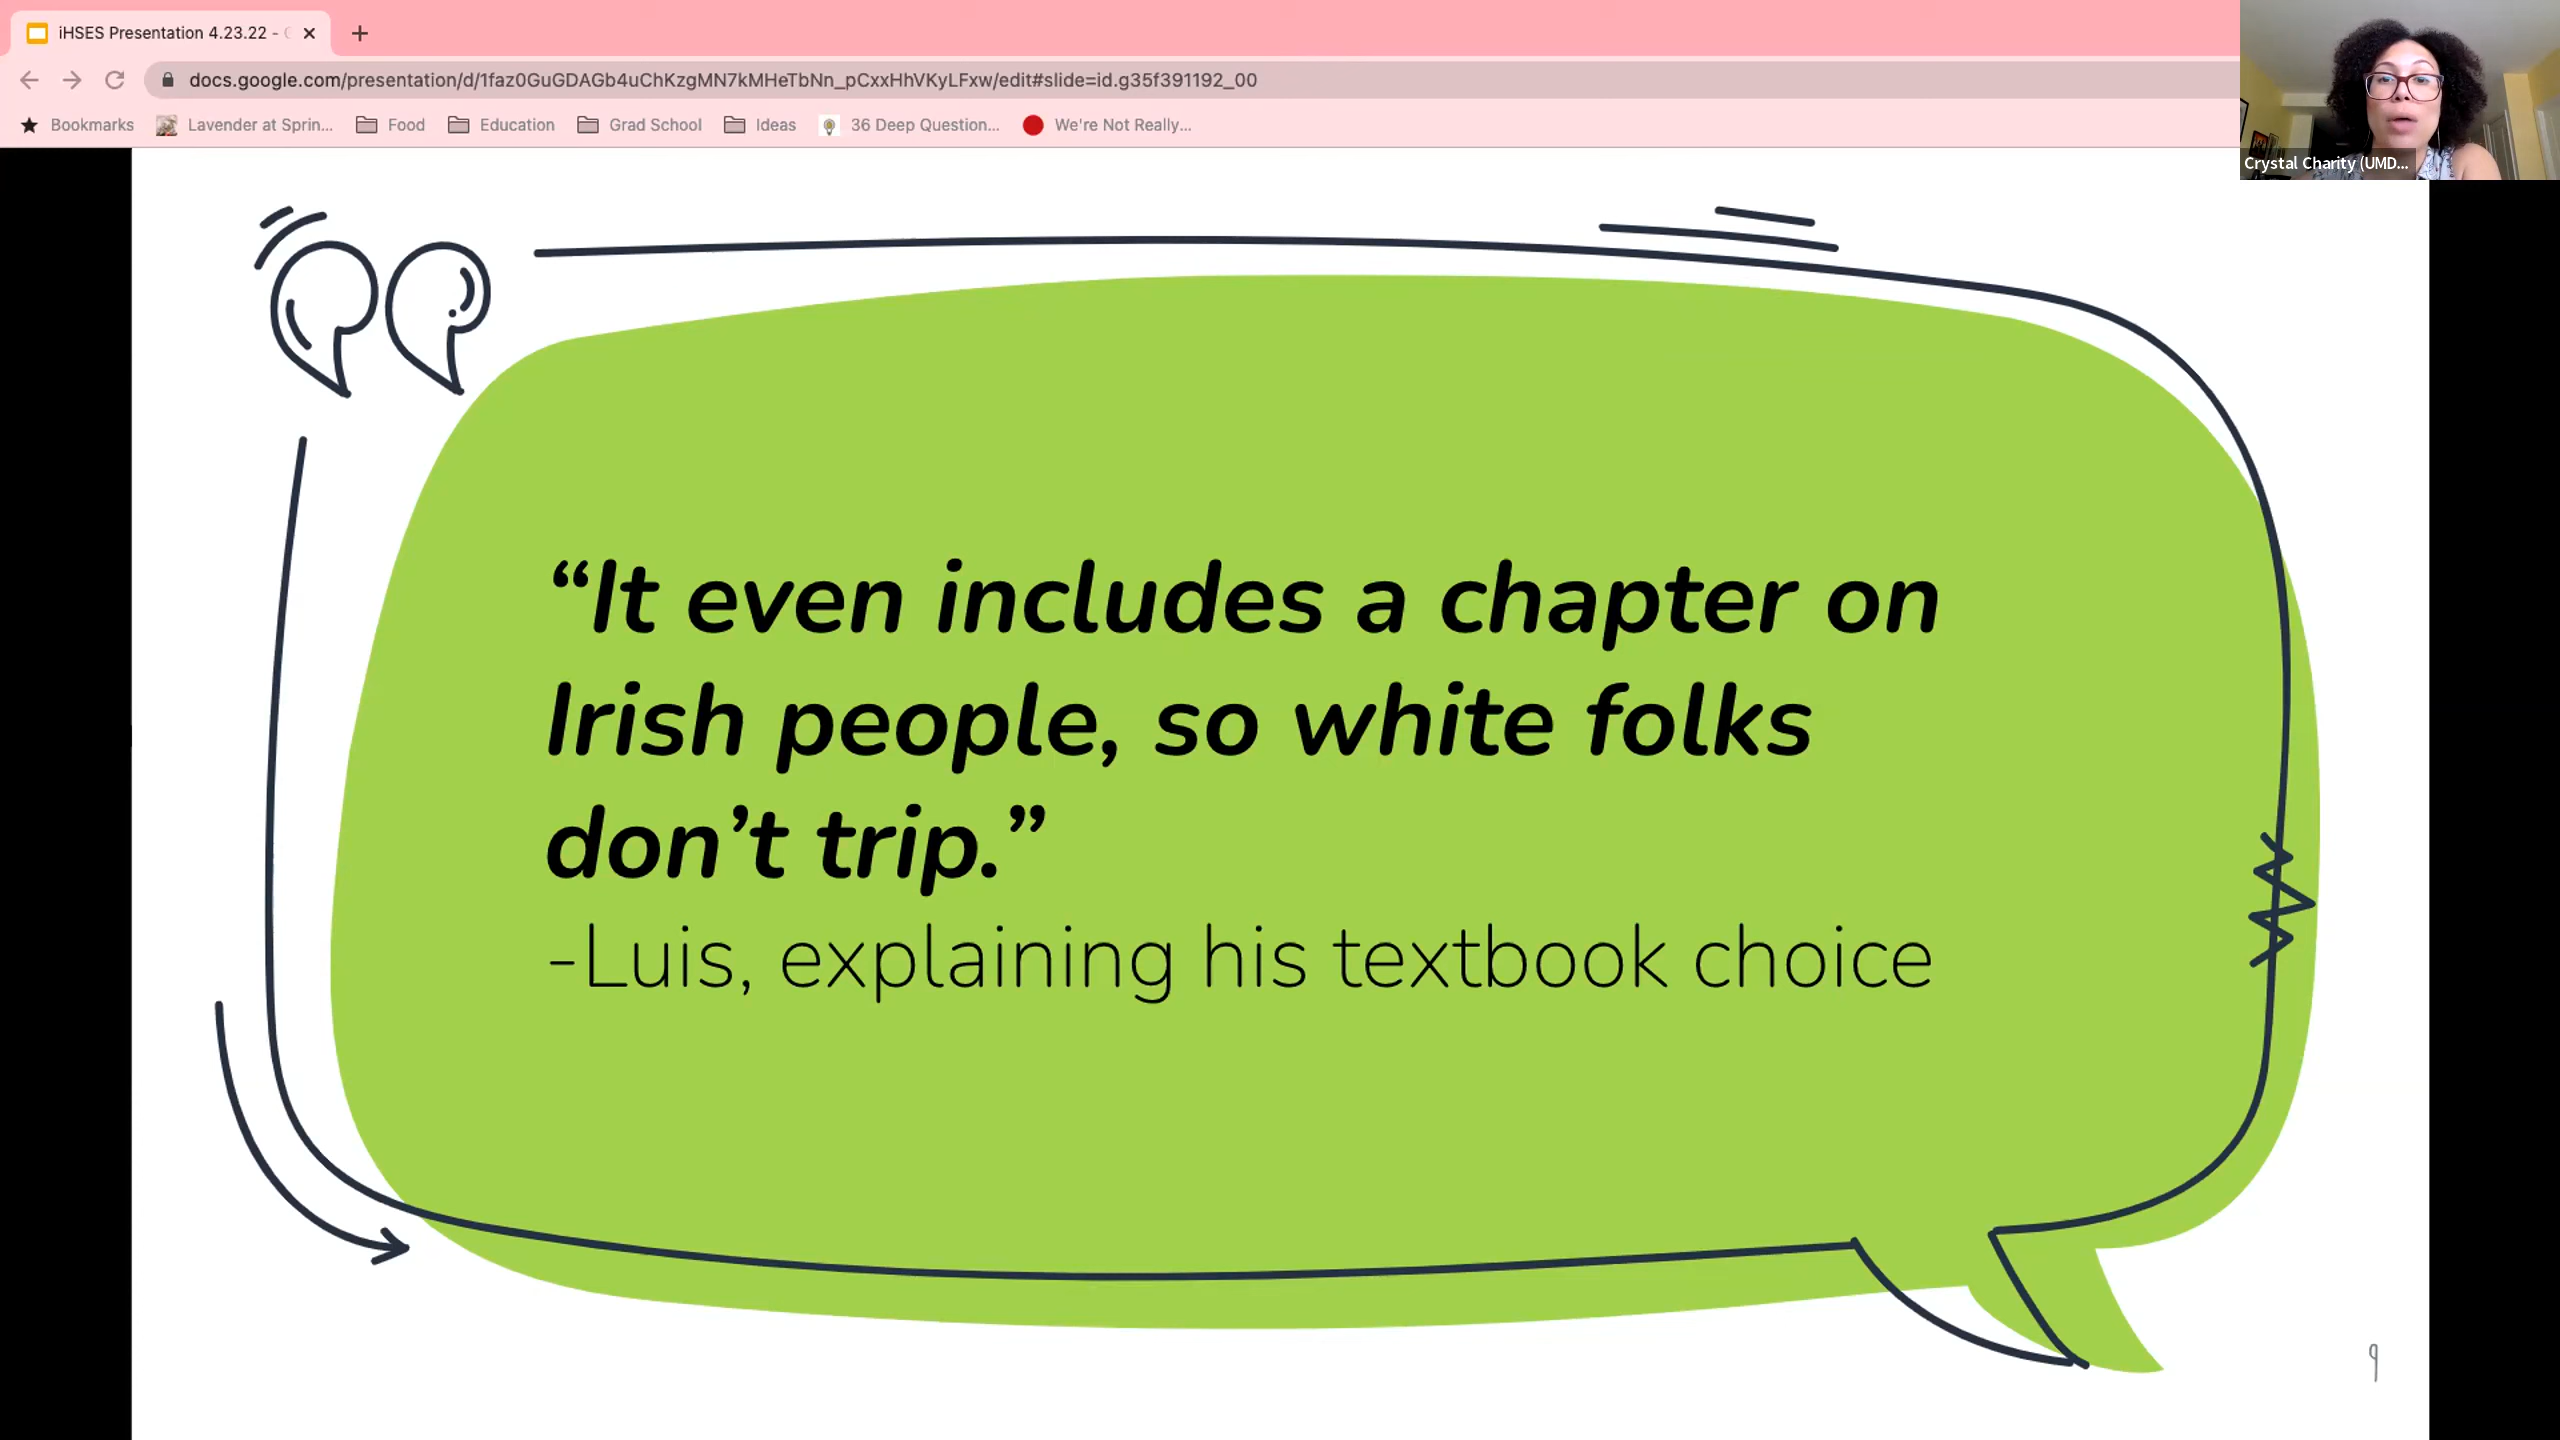 iHSES Presentation 4.23.22 -
docs.google.com/presentation/d/1faz0GuGDAGb4uChKzgMN7kMHeTbNn_pCxxHhVKyLFxw/edit#slide=id.g35f391192_00
Bookmarks Lavender at Sprin... Food Education Grad School Ideas 36 Deep Question... We're Not Really...
Crystal Charity (UMD...
“It even includes a chapter on
Irish people, so white folks
don’t trip.”
-Luis, explaining his textbook choice
9